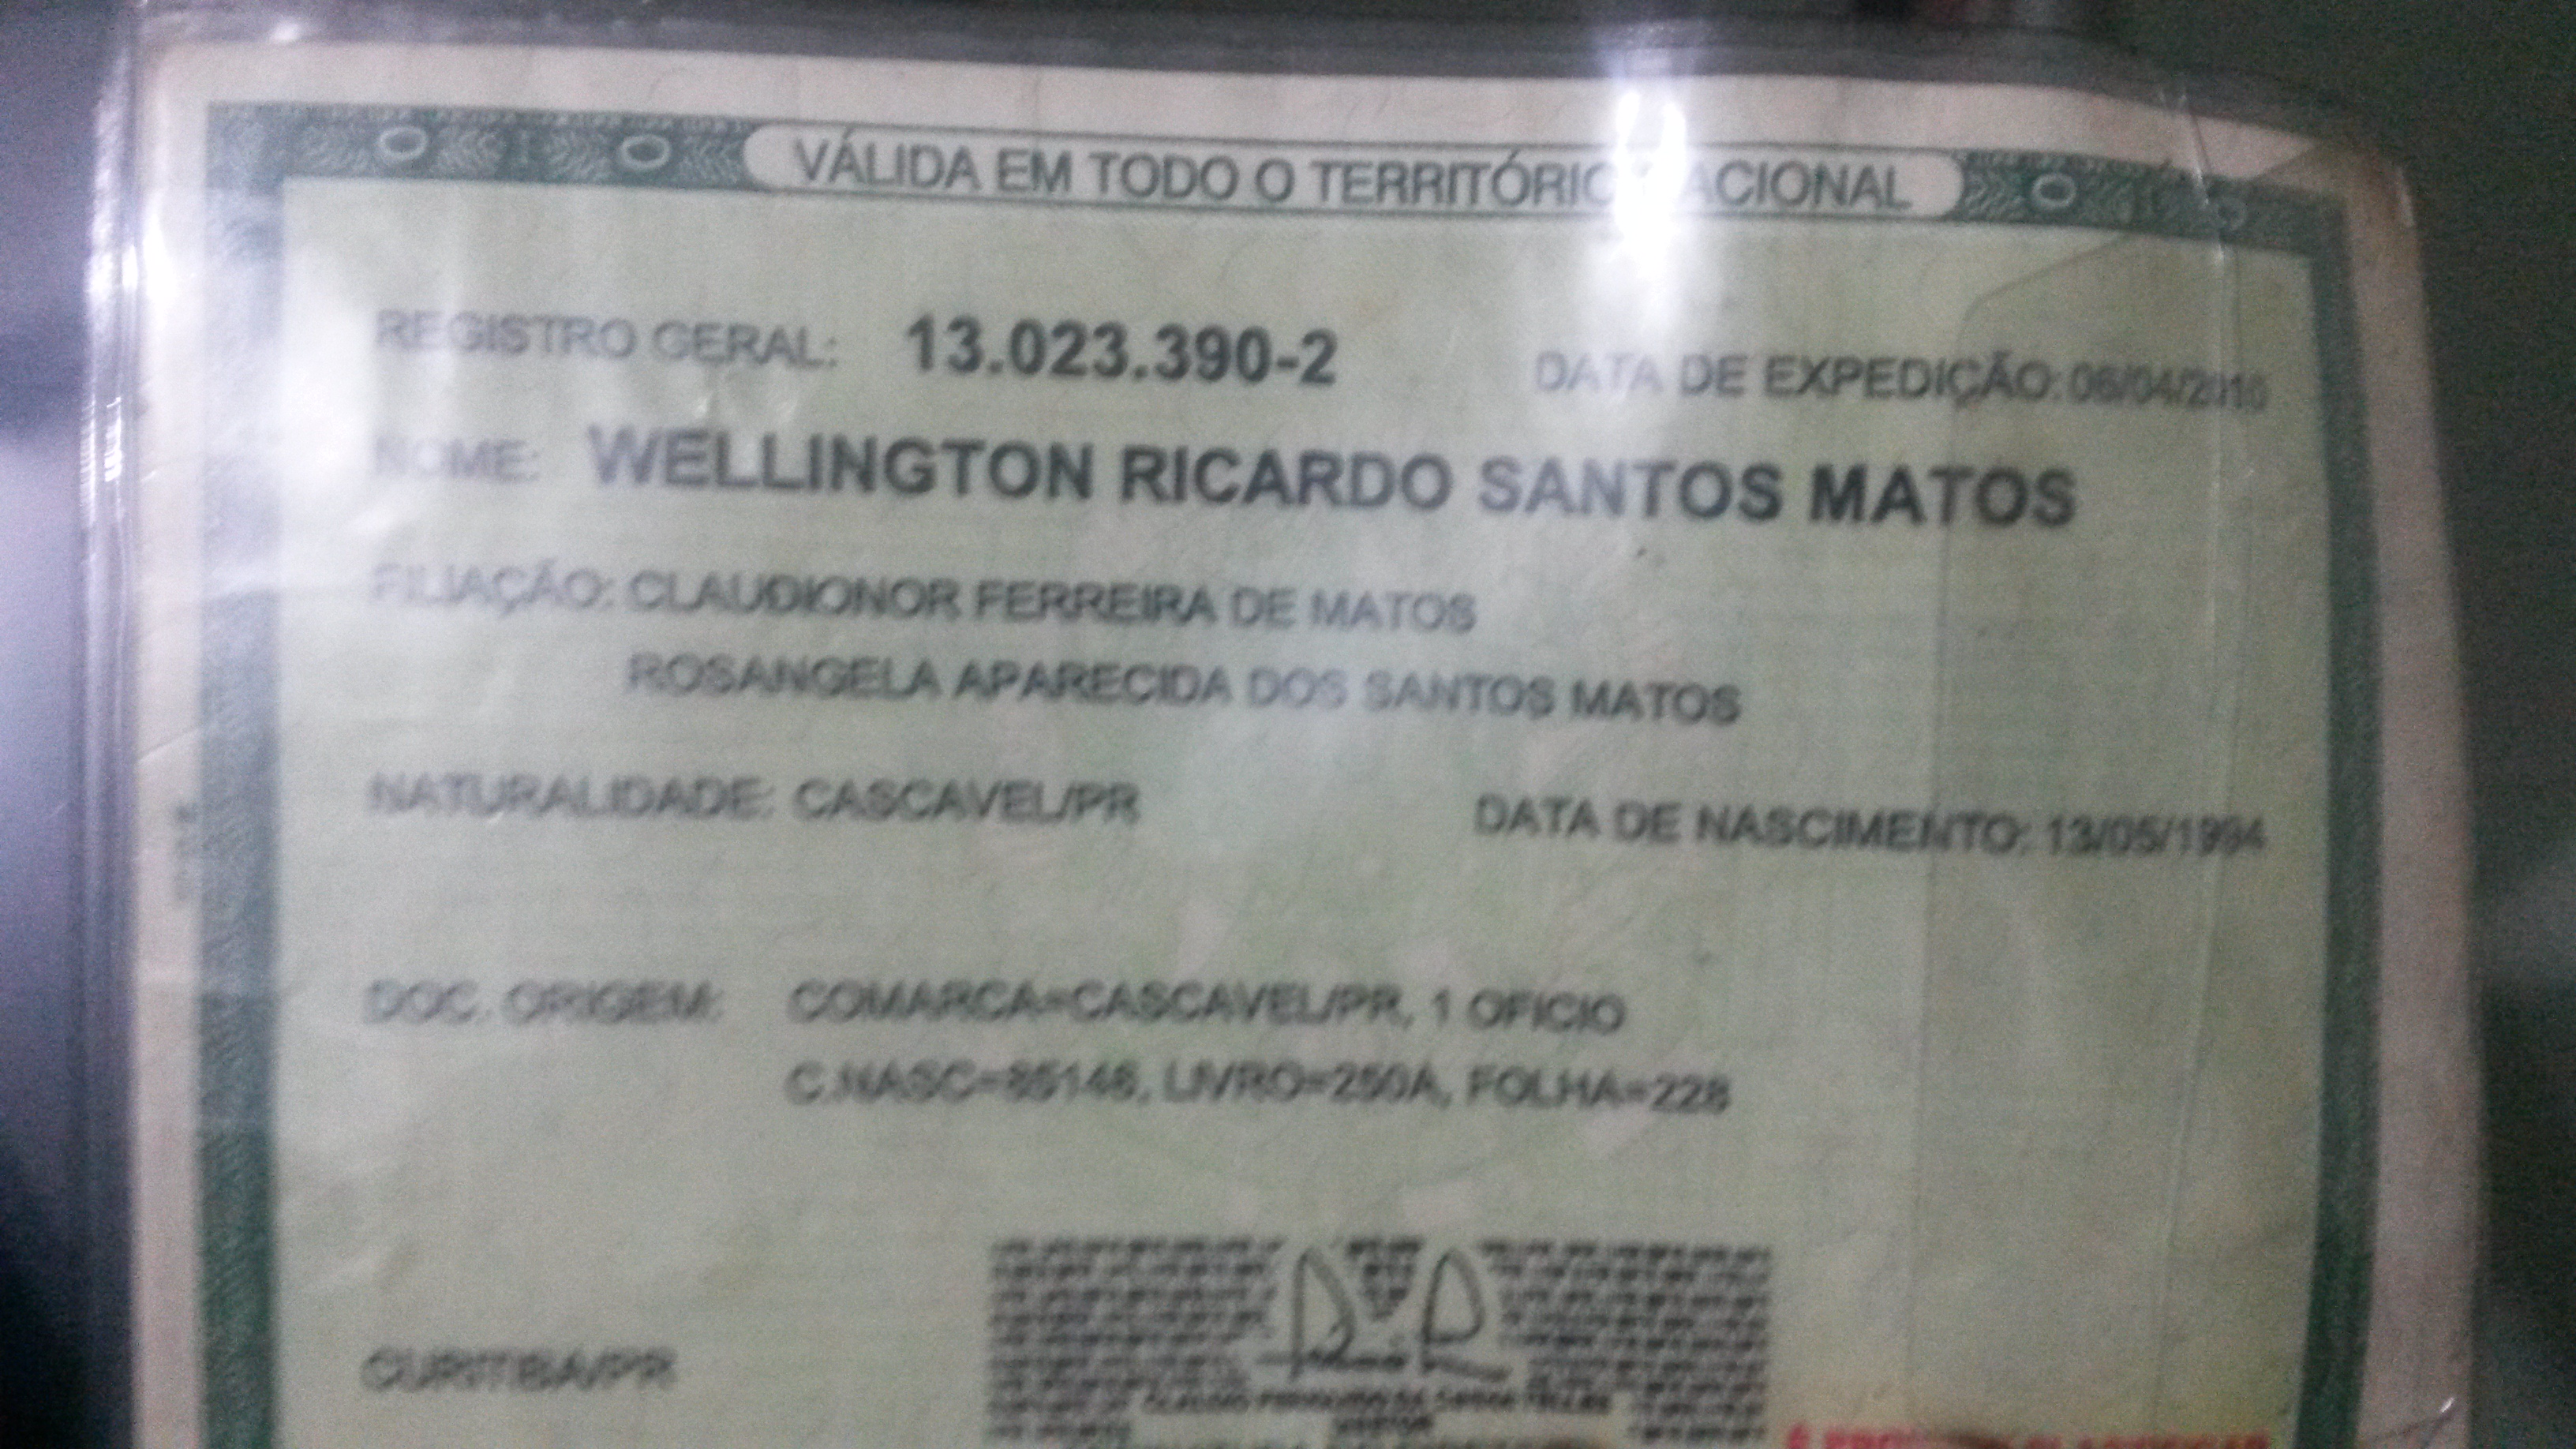 VÁLIDA EM TODO O TERRITÓRIO NACIONAL
REGISTRO GERAL: 13.023.390-2 DATA DE EXPEDIÇÃO: 06/04/2010
NOME: WELLINGTON RICARDO SANTOS MATOS
FILIAÇÃO: CLAUDIONOR FERREIRA DE MATOS
ROSANGELA APARECIDA DOS SANTOS MATOS
NATURALIDADE: CASCAVEL/PR DATA DE NASCIMENTO: 13/05/1994
DOC. ORIGEM: COMARCA=CASCAVEL/PR, 1 OFICIO
C.NASC=85146, LIVRO=250A, FOLHA=228
CURITIBA/PR